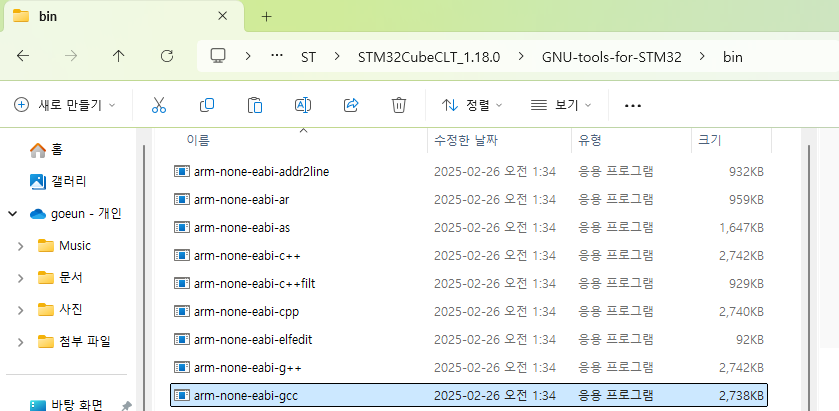 bin
ST
STM32CubeCLT_1.18.0
GNU-tools-for-STM32
bin
새로 만들기
정렬
보기
이름 수정한 날짜 유형 크기
홈
갤러리
goeun - 개인
Music
문서
사진
첨부 파일
바탕 화면
arm-none-eabi-addr2line 2025-02-26 오전 1:34 응용 프로그램 932KB
arm-none-eabi-ar 2025-02-26 오전 1:34 응용 프로그램 959KB
arm-none-eabi-as 2025-02-26 오전 1:34 응용 프로그램 1,647KB
arm-none-eabi-c++ 2025-02-26 오전 1:34 응용 프로그램 2,742KB
arm-none-eabi-c++filt 2025-02-26 오전 1:34 응용 프로그램 929KB
arm-none-eabi-cpp 2025-02-26 오전 1:34 응용 프로그램 2,740KB
arm-none-eabi-elfedit 2025-02-26 오전 1:34 응용 프로그램 92KB
arm-none-eabi-g++ 2025-02-26 오전 1:34 응용 프로그램 2,742KB
arm-none-eabi-gcc 2025-02-26 오전 1:34 응용 프로그램 2,738KB